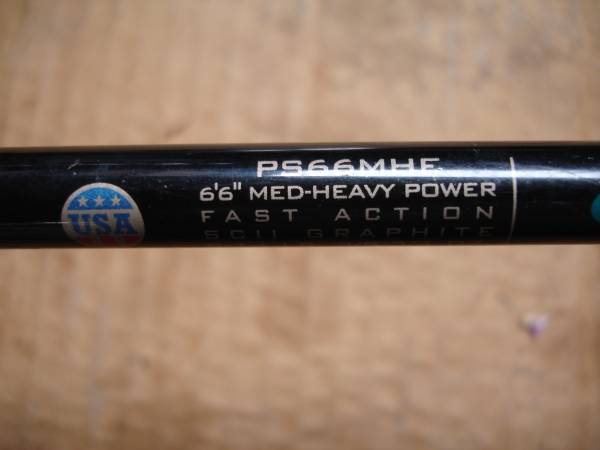 PS66MHF
6'6" MED-HEAVY POWER
FAST ACTION
SCII GRAPHITE
USA